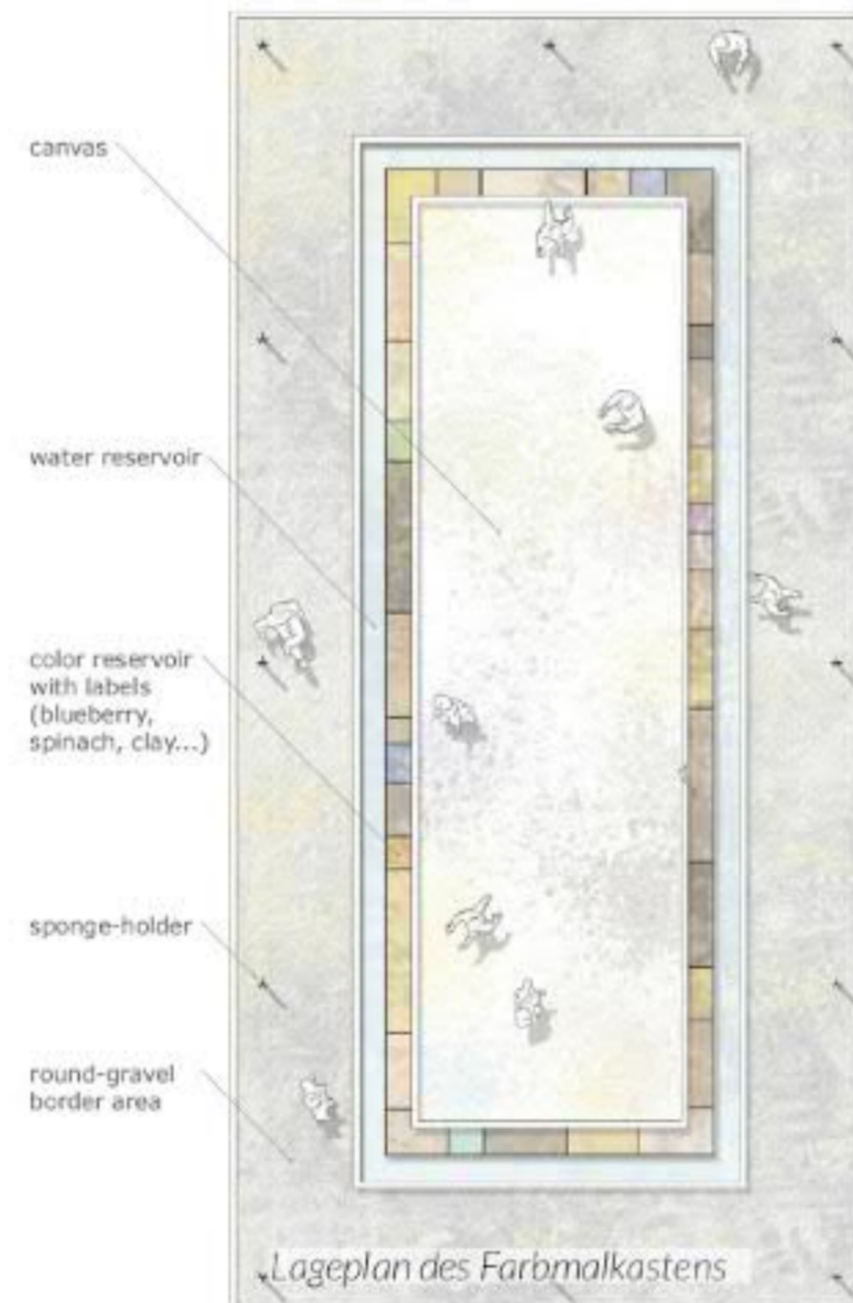 canvas
water reservoir
color reservoir
with labels
(blueberry,
spinach, clay...)
sponge-holder
round-gravel
border area
Lageplan des Farbmalkastens